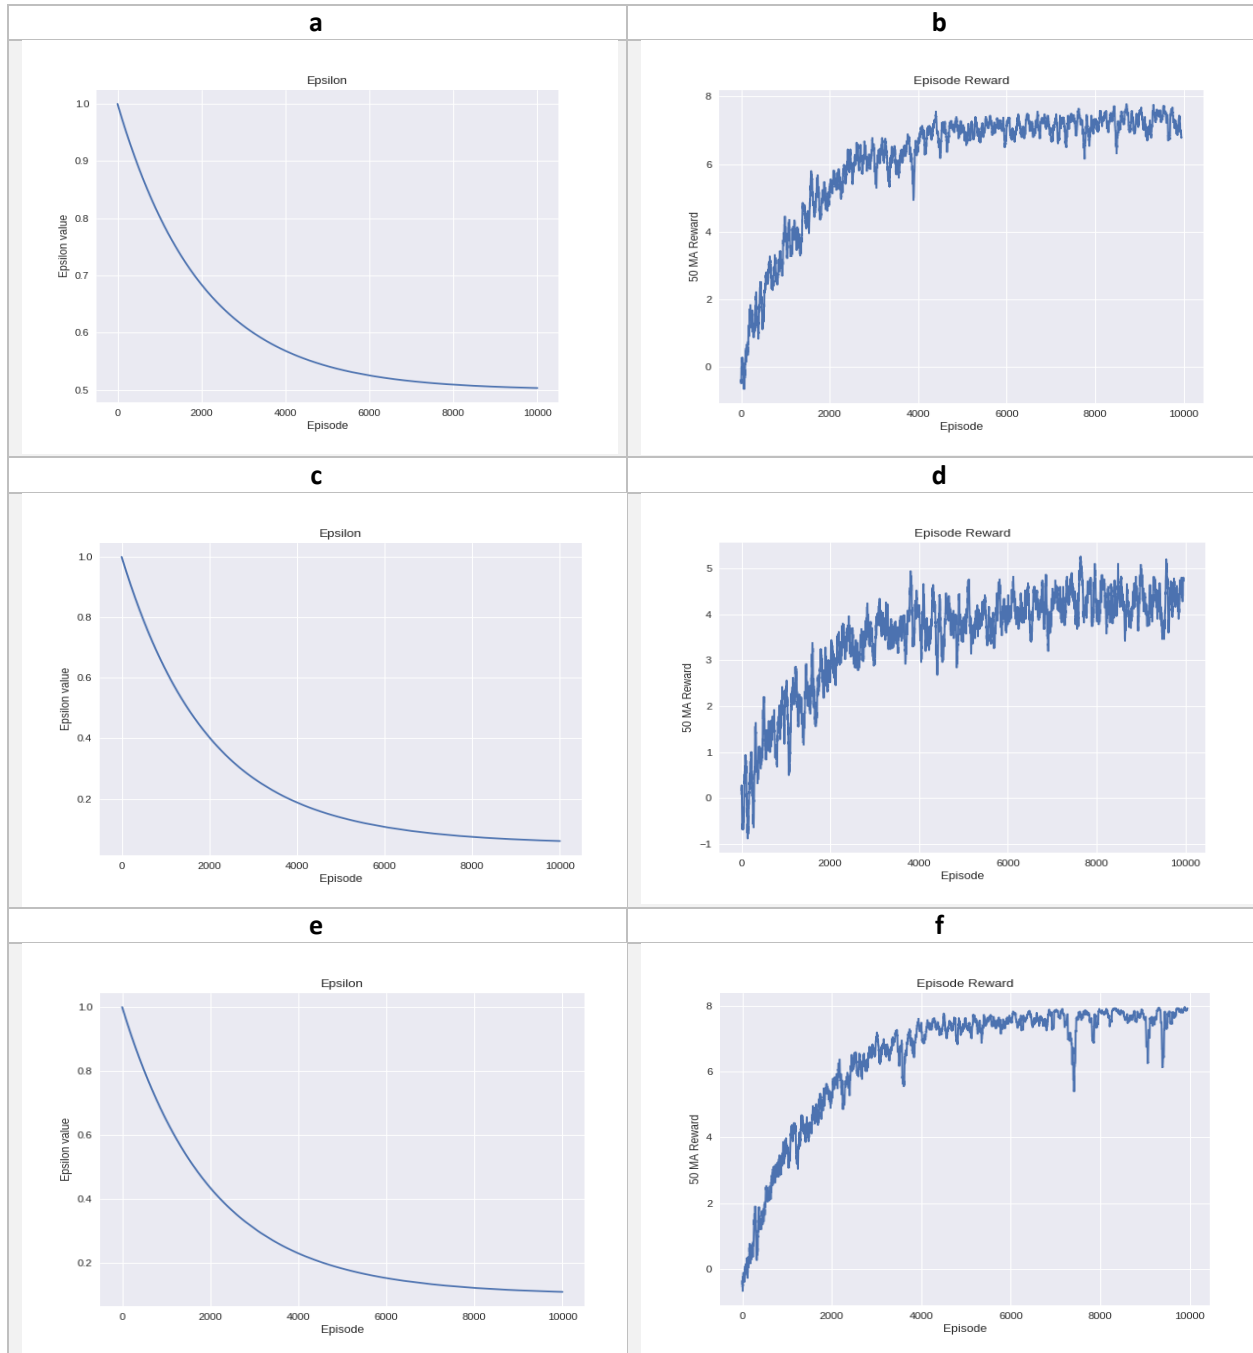 a
b
Epsilon
1.0
0.9
0.8
0.7
0.6
0.5
Epsilon value
0 2000 4000 6000 8000 10000
Episode
Episode Reward
8
6
4
2
0
50 MA Reward
0 2000 4000 6000 8000 10000
Episode
c
d
Epsilon
1.0
0.8
0.6
0.4
0.2
Epsilon value
0 2000 4000 6000 8000 10000
Episode
Episode Reward
5
4
3
2
1
0
−1
50 MA Reward
0 2000 4000 6000 8000 10000
Episode
e
f
Epsilon
1.0
0.8
0.6
0.4
0.2
Epsilon value
0 2000 4000 6000 8000 10000
Episode
Episode Reward
8
6
4
2
0
50 MA Reward
0 2000 4000 6000 8000 10000
Episode